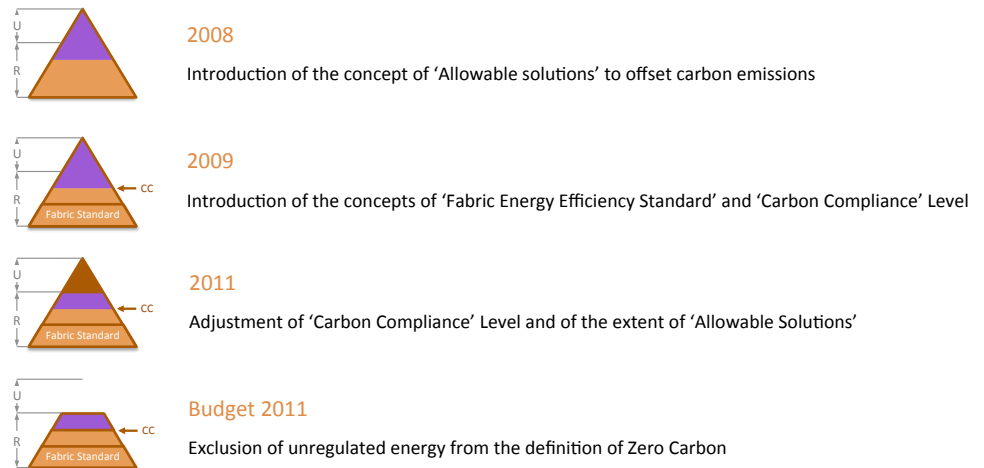 U
R
2008
Introduction of the concept of ‘Allowable solutions’ to offset carbon emissions
U
R
CC
Fabric Standard
2009
Introduction of the concepts of ‘Fabric Energy Efficiency Standard’ and ‘Carbon Compliance’ Level
U
R
CC
Fabric Standard
2011
Adjustment of ‘Carbon Compliance’ Level and of the extent of ‘Allowable Solutions’
U
R
CC
Fabric Standard
Budget 2011
Exclusion of unregulated energy from the definition of Zero Carbon